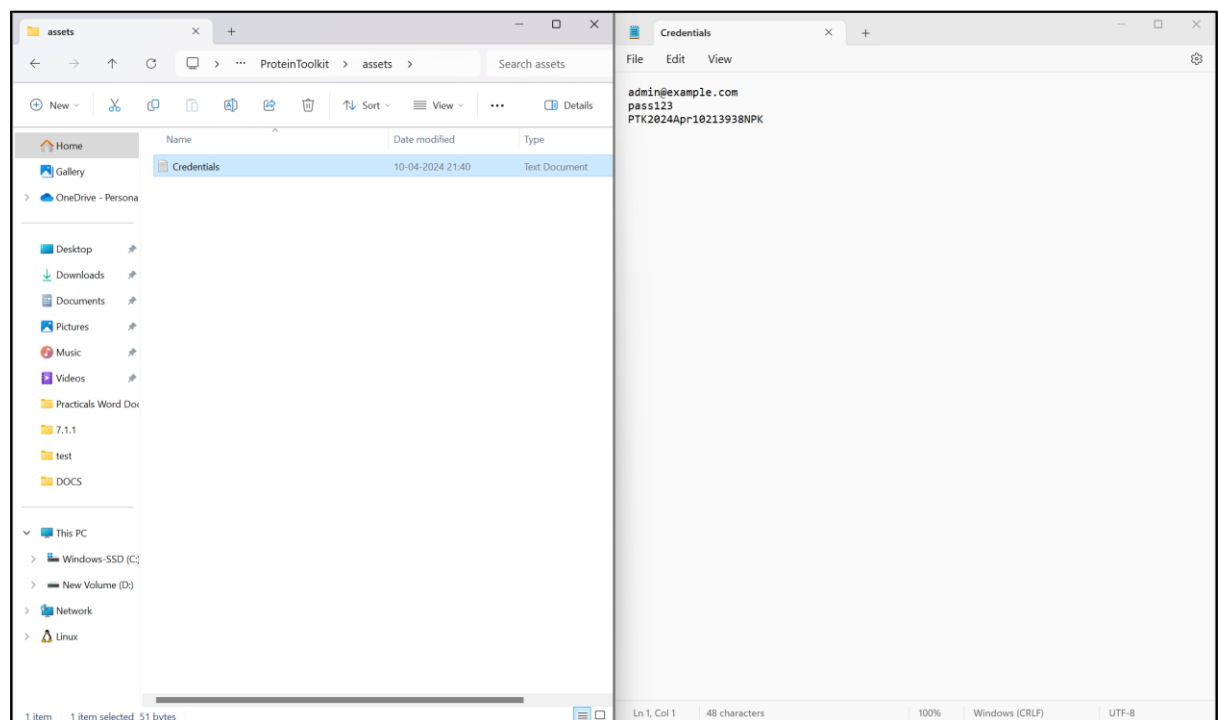 assets
ProteinToolkit > assets >
Search assets
New
Sort
View
Details
Name
Date modified
Type
Credentials
10-04-2024 21:40
Text Document
Home
Gallery
OneDrive - Persona
Desktop
Downloads
Documents
Pictures
Music
Videos
Practicals Word Doc
7.1.1
test
DOCS
This PC
Windows-SSD (C:)
New Volume (D:)
Network
Linux
1 item
1 item selected 51 bytes
Credentials
File Edit View
admin@example.com
pass123
PTK2024Apr10213938NPK
Ln 1, Col 1
48 characters
100%
Windows (CRLF)
UTF-8